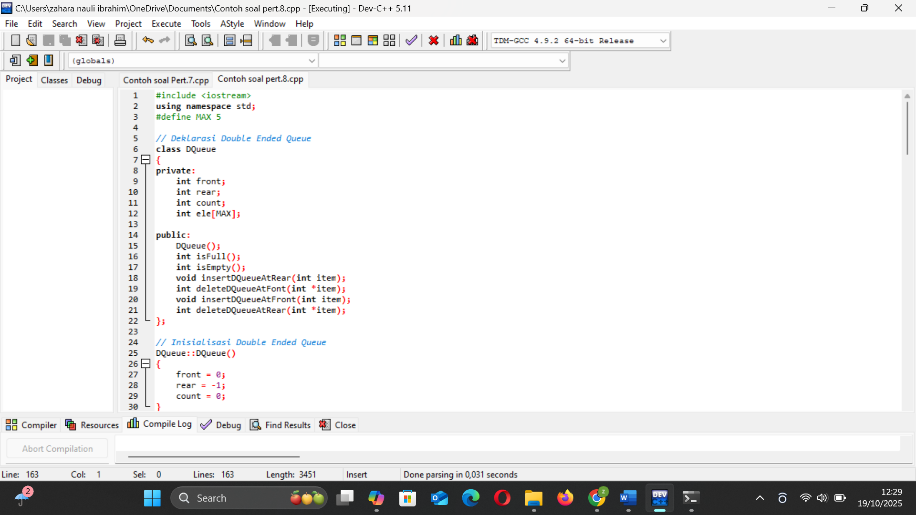 C:\Users\zahara nauli ibrahim\OneDrive\Documents\Contoh soal pert.8.cpp - [Executing] - Dev-C++ 5.11
File Edit Search View Project Execute Tools AStyle Window Help
TDM-GCC 4.9.2 64-bit Release
(globals)
Project Classes Debug Contoh soal Pert.7.cpp Contoh soal pert.8.cpp
1 #include <iostream>
2 using namespace std;
3 #define MAX 5
4
5 // Deklarasi Double Ended Queue
6 class DQueue
7 {
8 private:
9 int front;
10 int rear;
11 int count;
12 int ele[MAX];
13
14 public:
15 DQueue();
16 int isFull();
17 int isEmpty();
18 void insertDQueueAtRear(int item);
19 int deleteDQueueAtFont(int *item);
20 void insertDQueueAtFront(int item);
21 int deleteDQueueAtRear(int *item);
22 };
23
24 // Inisialisasi Double Ended Queue
25 DQueue::DQueue()
26 {
27 front = 0;
28 rear = -1;
29 count = 0;
30 }
Compiler Resources Compile Log Debug Find Results Close
Abort Compilation
Line: 163 Col: 1 Sel: 0 Lines: 163 Length: 3451 Insert Done parsing in 0,031 seconds
2 Search DEV 12:29
19/10/2025